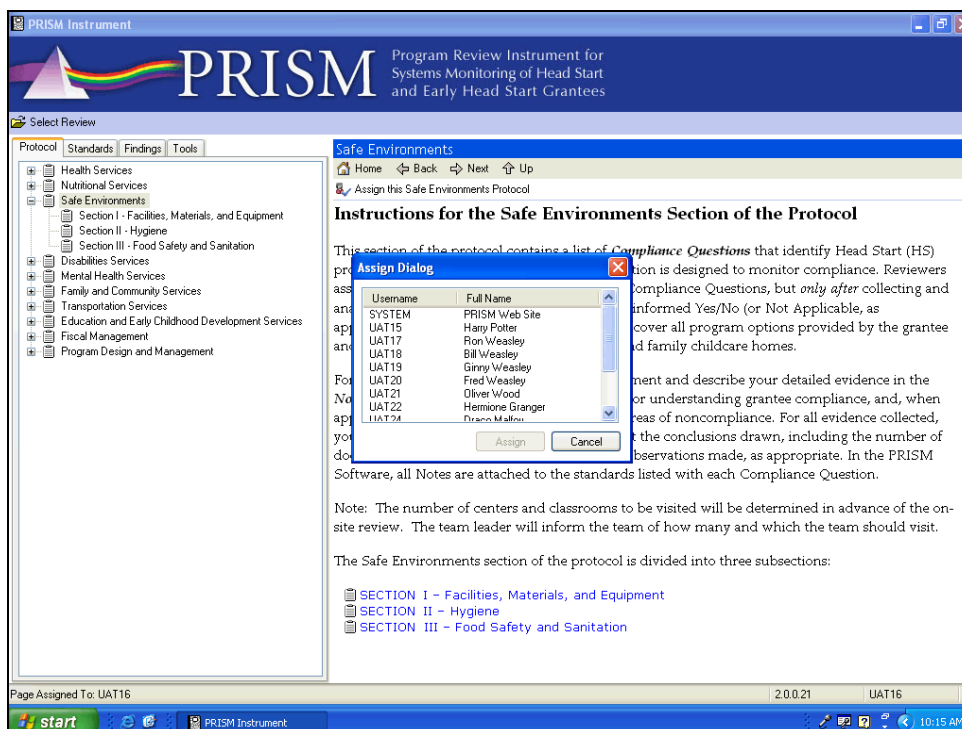 PRISM Instrument
PRISM
Program Review Instrument for
Systems Monitoring of Head Start
and Early Head Start Grantees
Select Review
Protocol Standards Findings Tools
Health Services
Nutritional Services
Safe Environments
Section I - Facilities, Materials, and Equipment
Section II - Hygiene
Section III - Food Safety and Sanitation
Disabilities Services
Mental Health Services
Family and Community Services
Transportation Services
Education and Early Childhood Development Services
Fiscal Management
Program Design and Management
Safe Environments
Home Back Next Up
Assign this Safe Environments Protocol
Instructions for the Safe Environments Section of the Protocol
This section of the protocol contains a list of Compliance Questions that identify Head Start (HS)
tion is designed to monitor compliance. Reviewers
Compliance Questions, but only after collecting and
informed Yes/No (or Not Applicable, as
cover all program options provided by the grantee
d family childcare homes.
For ment and describe your detailed evidence in the
or understanding grantee compliance, and, when
reas of noncompliance. For all evidence collected,
t the conclusions drawn, including the number of
bservations made, as appropriate. In the PRISM
Software, all Notes are attached to the standards listed with each Compliance Question.
Note: The number of centers and classrooms to be visited will be determined in advance of the on-
site review. The team leader will inform the team of how many and which the team should visit.
The Safe Environments section of the protocol is divided into three subsections:
SECTION I - Facilities, Materials, and Equipment
SECTION II - Hygiene
SECTION III - Food Safety and Sanitation
Assign Dialog
Username Full Name
SYSTEM PRISM Web Site
UAT15 Harry Potter
UAT17 Ron Weasley
UAT18 Bill Weasley
UAT19 Ginny Weasley
UAT20 Fred Weasley
UAT21 Oliver Wood
UAT22 Hermione Granger
UAT24 Draco Malfoy
Assign Cancel
Page Assigned To: UAT16 2.0.0.21 UAT16
start PRISM Instrument 10:15 AM